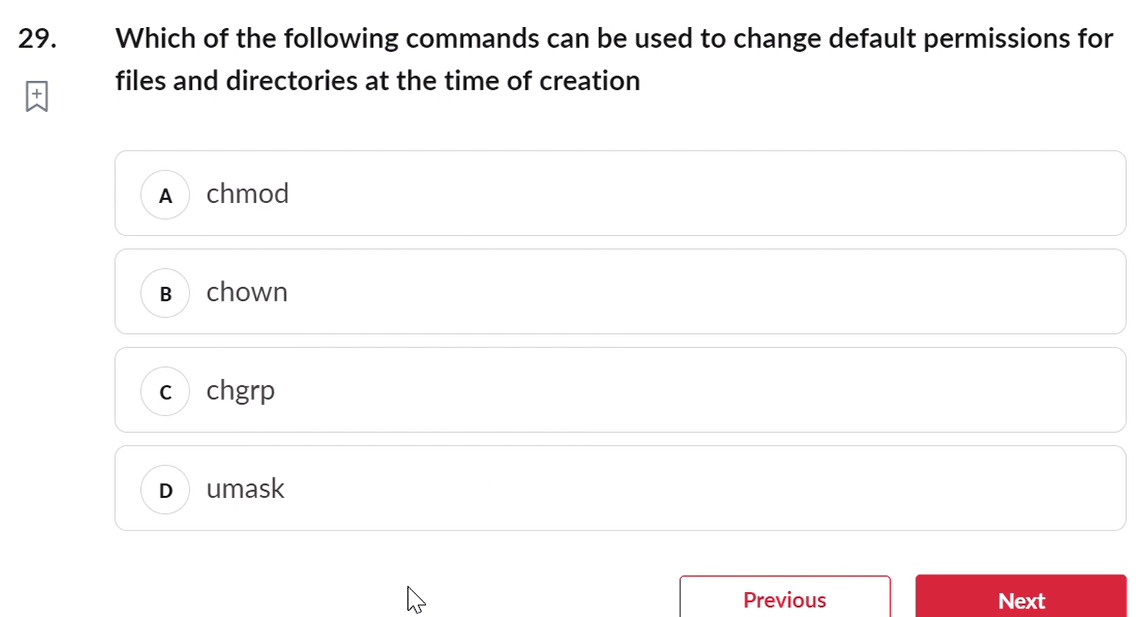 29.
Which of the following commands can be used to change default permissions for
files and directories at the time of creation
A chmod
B chown
C chgrp
D umask
Previous
Next